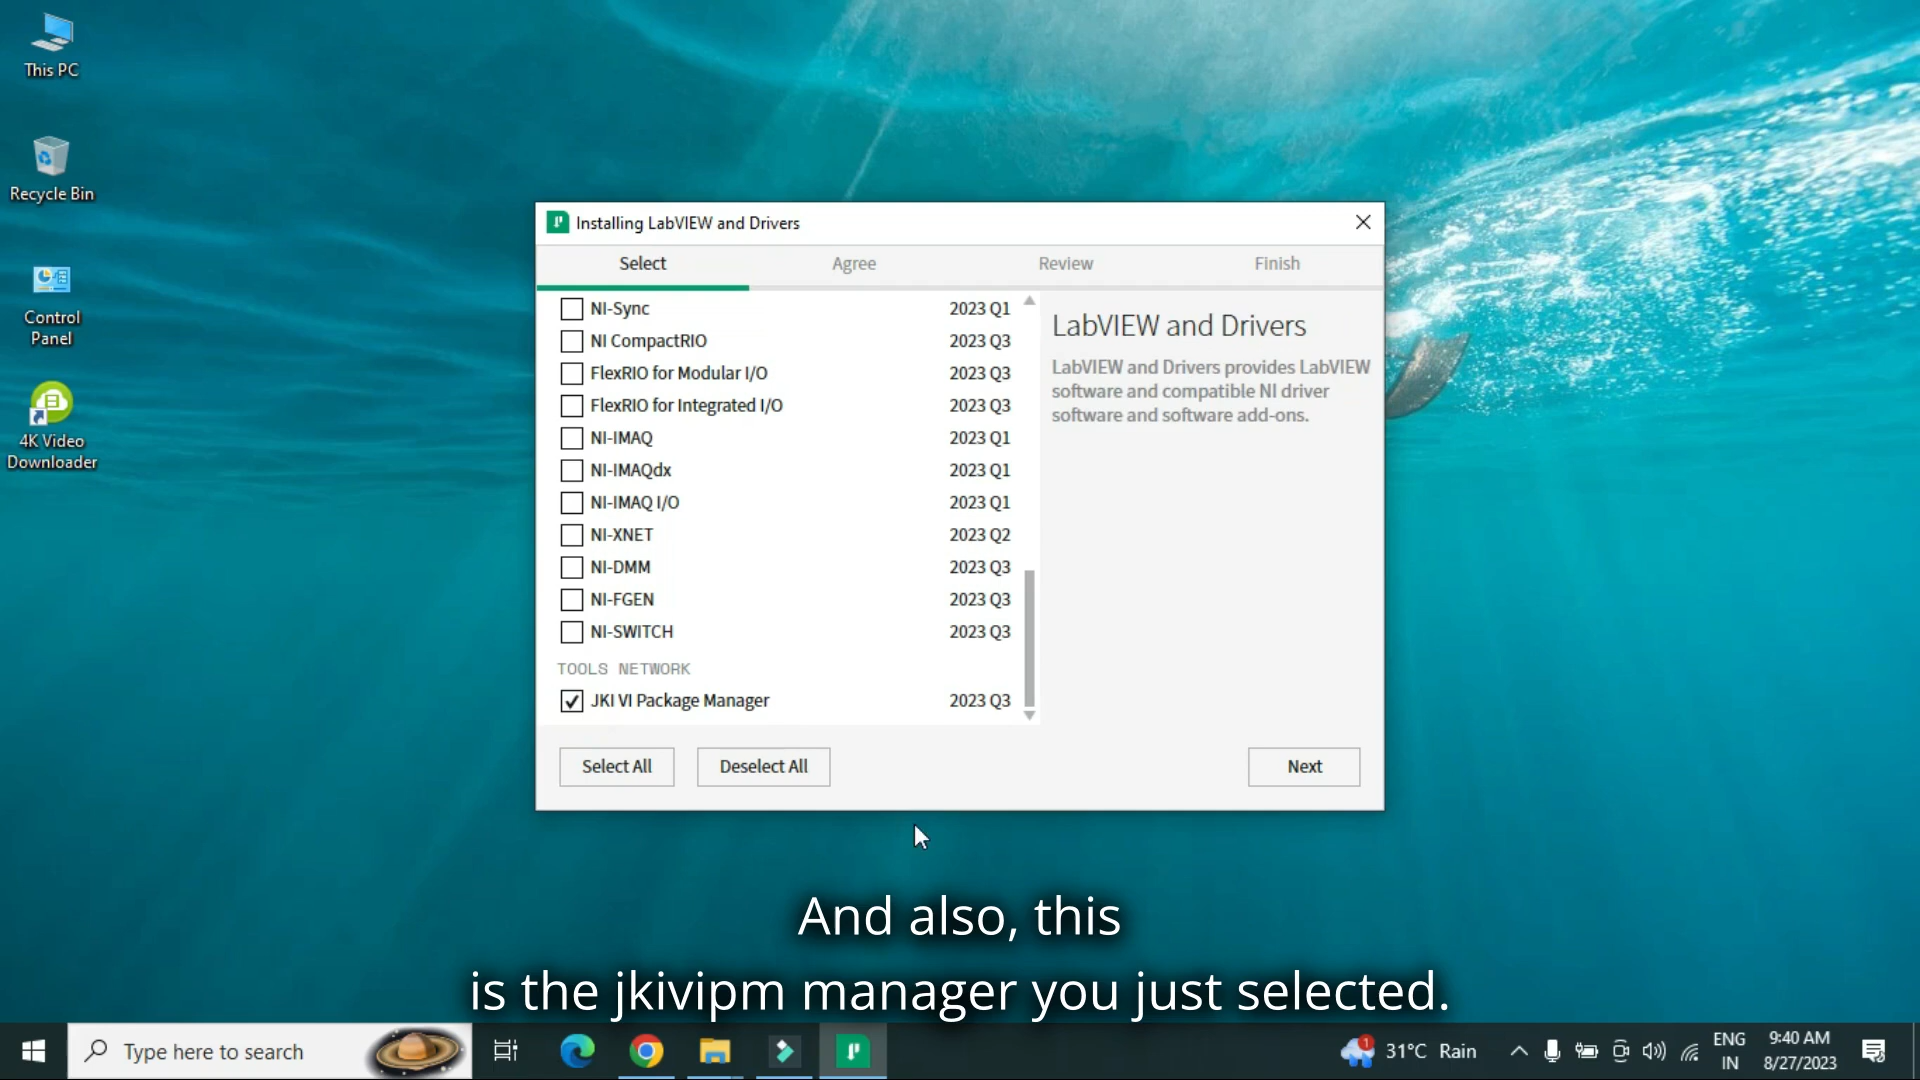 This PC
Recycle Bin
Control
Panel
4K Video
Downloader
Installing LabVIEW and Drivers
Select Agree Review Finish
NI-Sync 2023 Q1
NI CompactRIO 2023 Q3
FlexRIO for Modular I/O 2023 Q3
FlexRIO for Integrated I/O 2023 Q3
NI-IMAQ 2023 Q1
NI-IMAQdx 2023 Q1
NI-IMAQ I/O 2023 Q1
NI-XNET 2023 Q2
NI-DMM 2023 Q3
NI-FGEN 2023 Q3
NI-SWITCH 2023 Q3
TOOLS NETWORK
JKI VI Package Manager 2023 Q3
LabVIEW and Drivers
LabVIEW and Drivers provides LabVIEW
software and compatible NI driver
software and software add-ons.
Select All Deselect All Next
And also, this
is the jkivipm manager you just selected.
Type here to search
1
31°C Rain
ENG
IN
9:40 AM
8/27/2023